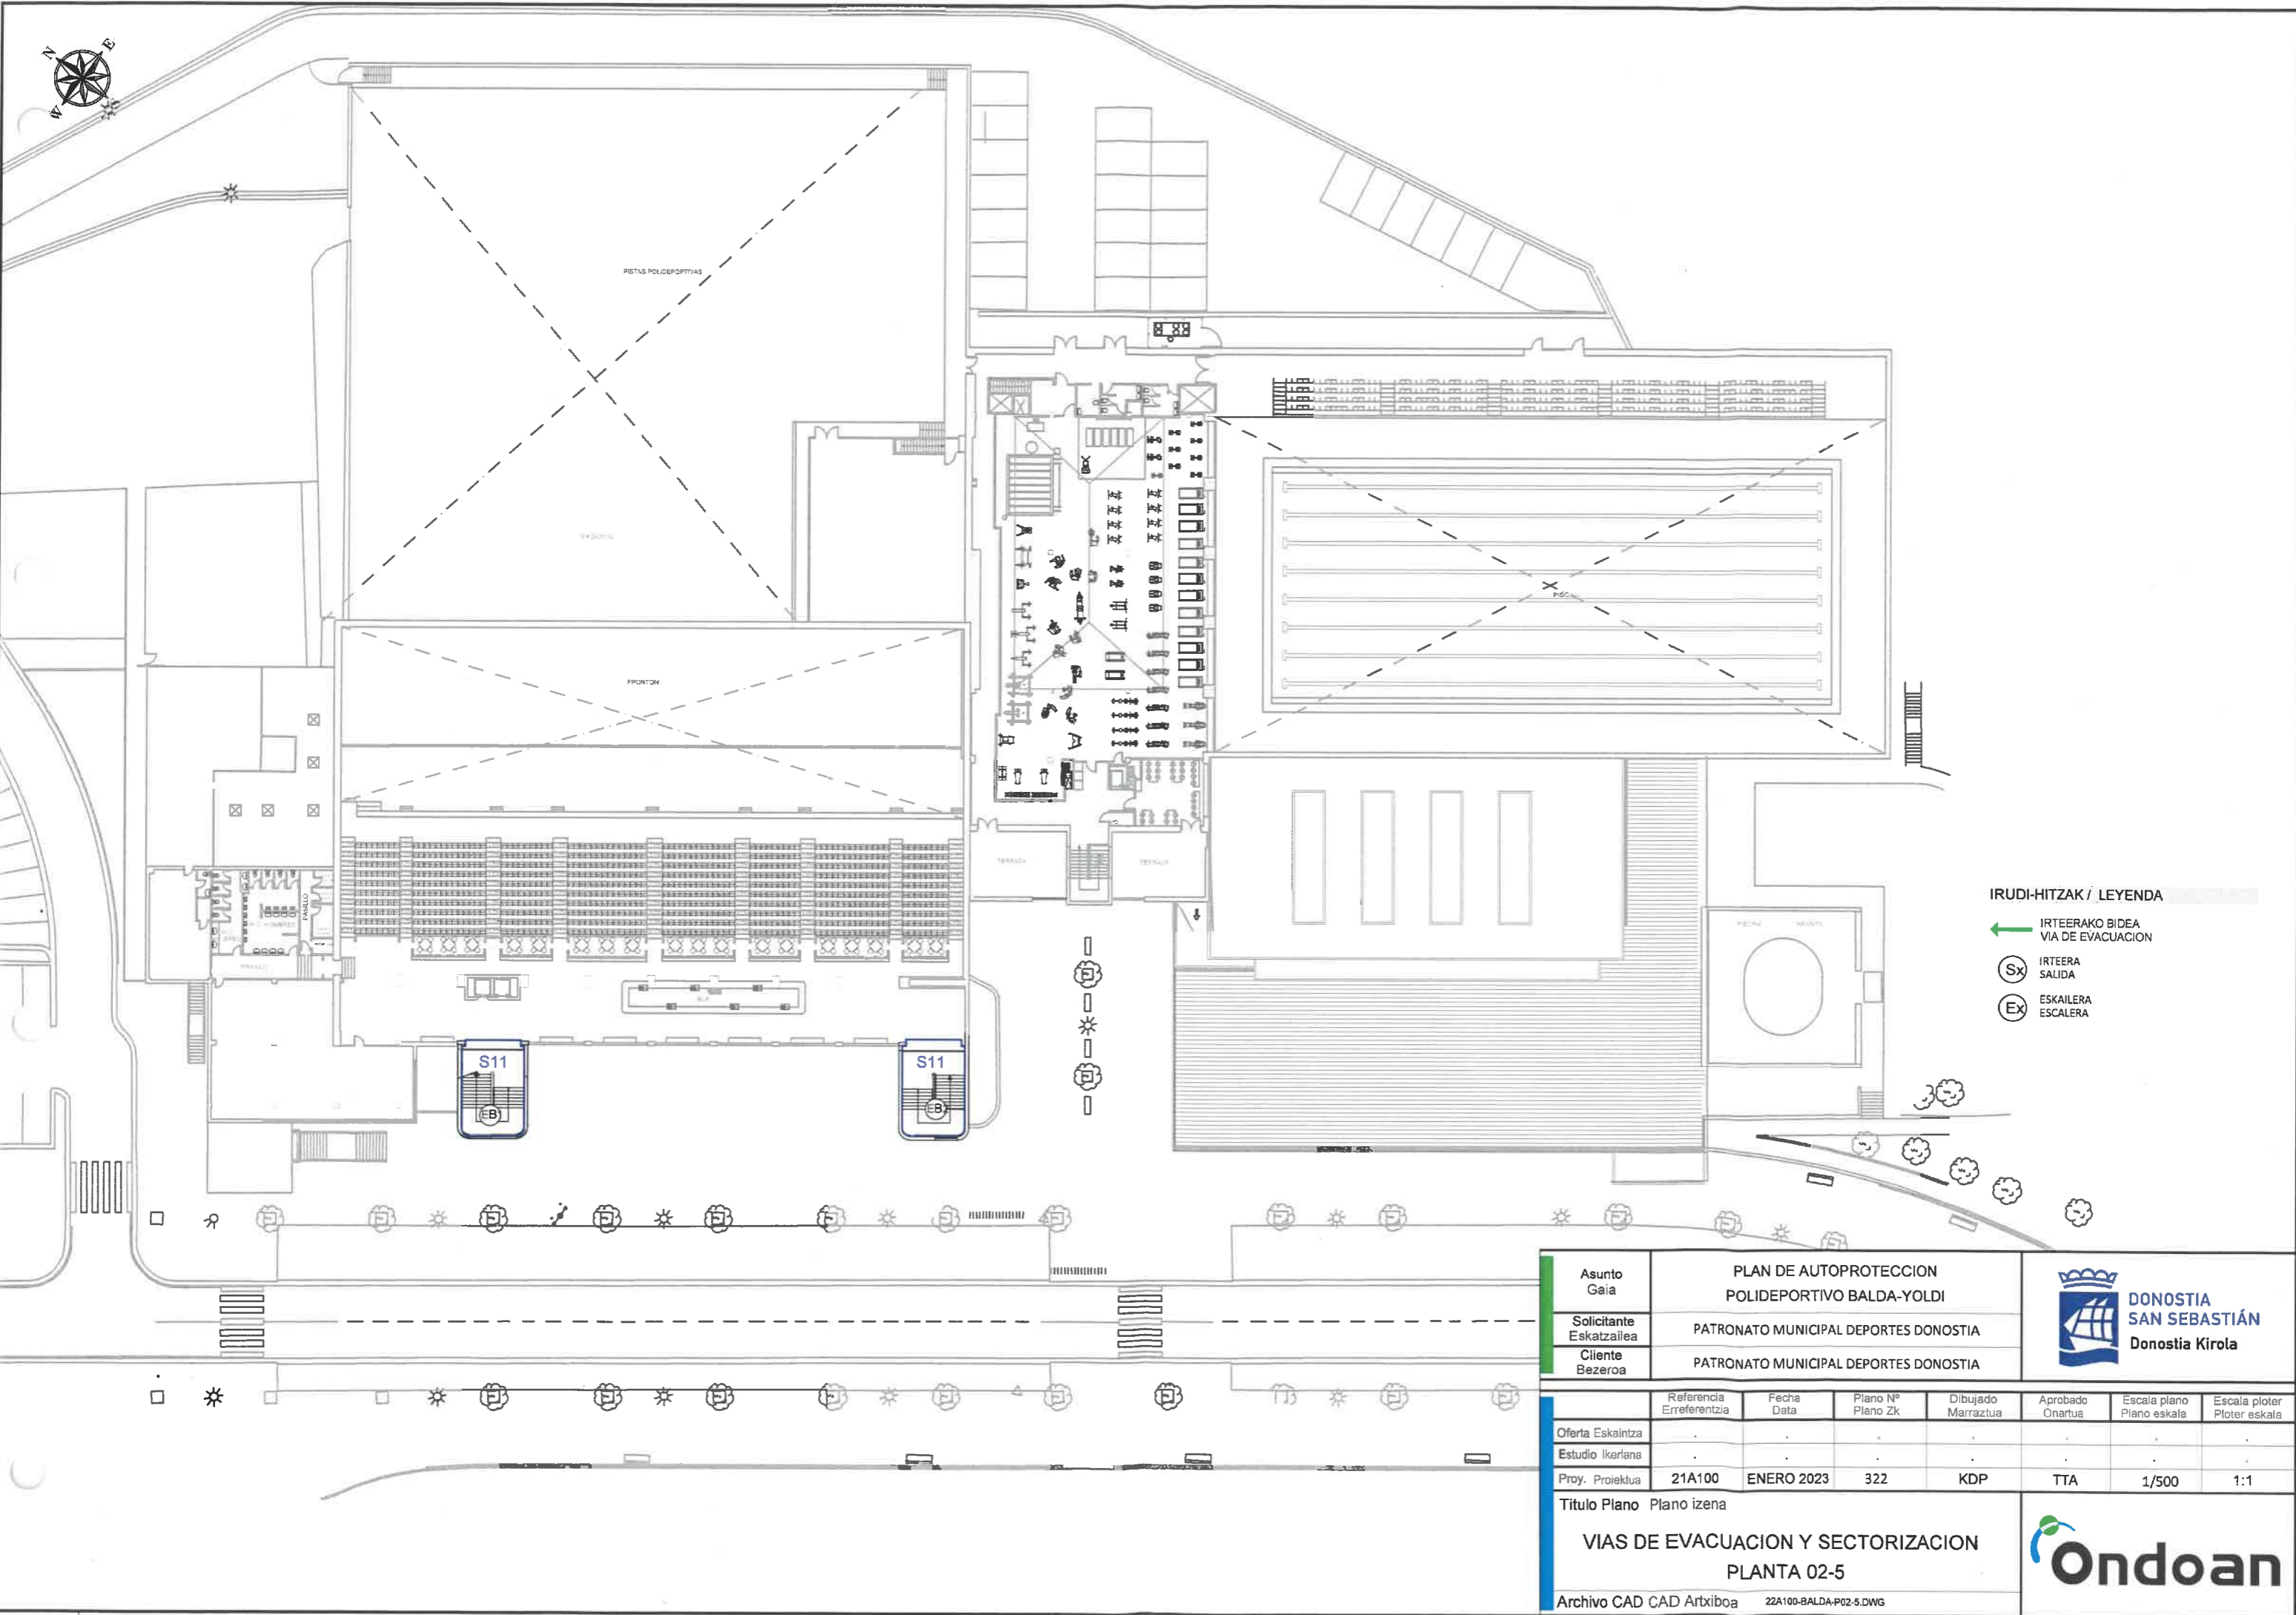 N
E
W
PISTAS POLIDEPORTIVAS
FRONTON
TERRAZA
TERRAZA
PASILLO
BAR
S11
S11
EB
EB
IRUDI-HITZAK / LEYENDA
IRTEERAKO BIDEA
VIA DE EVACUACION
Sx
IRTEERA
SALIDA
Ex
ESKAILERA
ESCALERA
Asunto
Gaia
PLAN DE AUTOPROTECCION
POLIDEPORTIVO BALDA-YOLDI
Solicitante
Eskatzailea
PATRONATO MUNICIPAL DEPORTES DONOSTIA
Cliente
Bezeroa
PATRONATO MUNICIPAL DEPORTES DONOSTIA
DONOSTIA
SAN SEBASTIÁN
Donostia Kirola
Referencia
Erreferentzia
Fecha
Data
Plano Nº
Plano Zk
Dibujado
Marraztua
Aprobado
Onartua
Escala plano
Plano eskala
Escala ploter
Ploter eskala
Oferta Eskaintza
Estudio Ikerlana
Proy. Proiektua 21A100 ENERO 2023 322 KDP TTA 1/500 1:1
Titulo Plano Plano izena
VIAS DE EVACUACION Y SECTORIZACION
PLANTA 02-5
Archivo CAD CAD Artxiboa 22A100-BALDA-P02-5.DWG
Ondoan